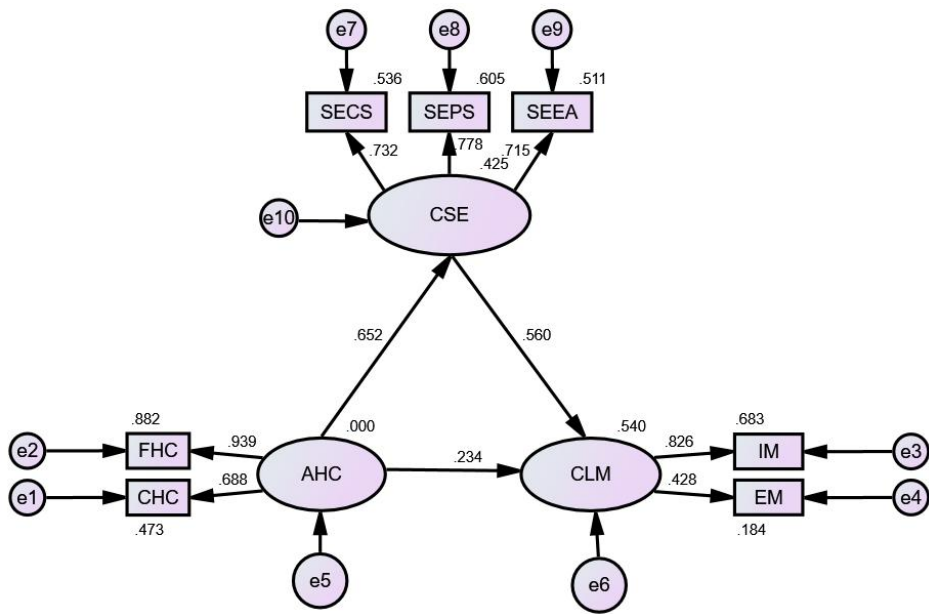 e7
e8
e9
.536
.605
.511
SECS
SEPS
SEEA
.732
.778
.715
.425
e10
CSE
.652
.560
.882
.000
.540
.683
e2
FHC
.939
.826
IM
e3
AHC
.234
CLM
e1
CHC
.688
.428
EM
e4
.473
.184
e5
e6